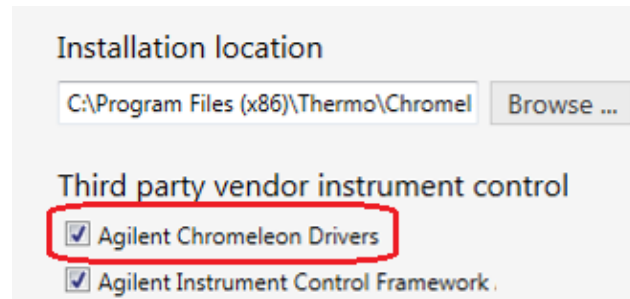 Installation location
C:\Program Files (x86)\Thermo\Chromel
Browse ...
Third party vendor instrument control
Agilent Chromeleon Drivers
Agilent Instrument Control Framework